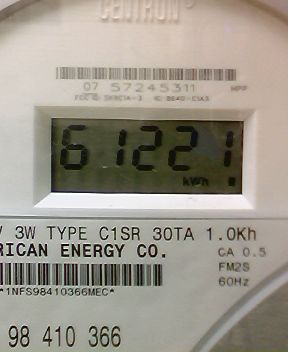 CENTRON
07 57245311 MPP
61221
kWh
V 3W TYPE C1SR 30TA 1.0Kh
RICAN ENERGY CO. CA 0.5
FM2S
*1NFS98410366MEC* 60Hz
98 410 366